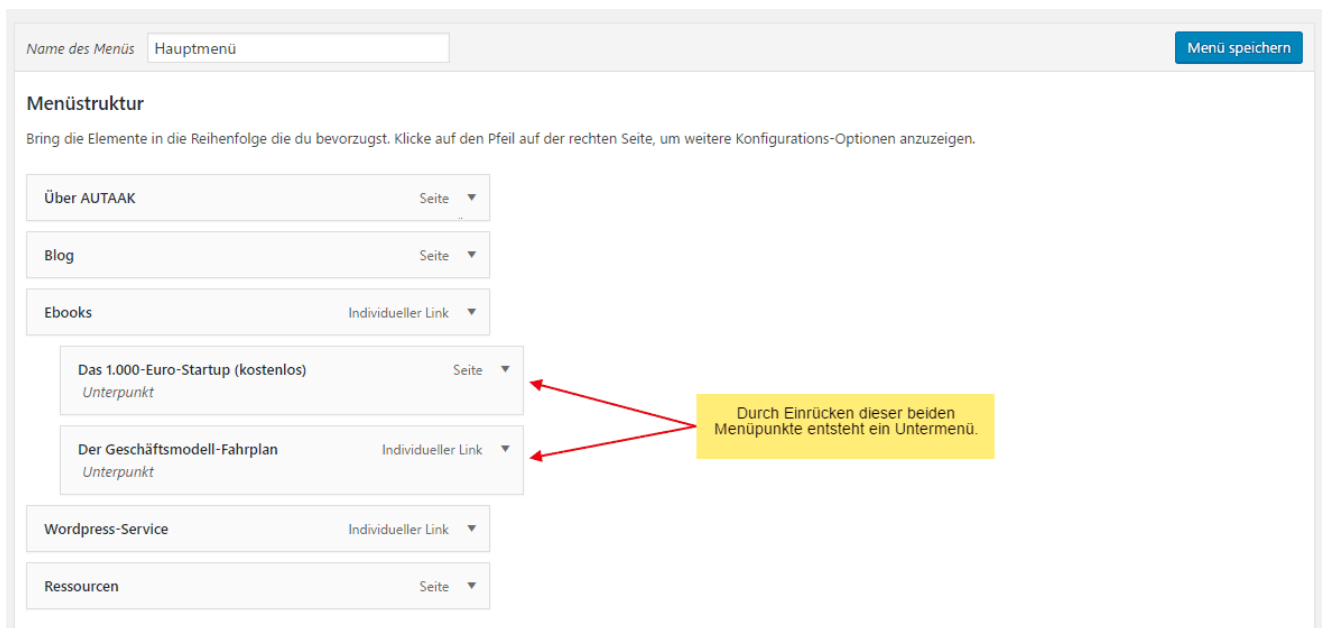 Name des Menüs Hauptmenü Menü speichern
Menüstruktur
Bring die Elemente in die Reihenfolge die du bevorzugst. Klicke auf den Pfeil auf der rechten Seite, um weitere Konfigurations-Optionen anzuzeigen.
Über AUTAAK Seite
Blog Seite
Ebooks Individueller Link
Das 1.000-Euro-Startup (kostenlos) Seite
Unterpunkt
Durch Einrücken dieser beiden
Menüpunkte entsteht ein Untermenü.
Der Geschäftsmodell-Fahrplan Individueller Link
Unterpunkt
Wordpress-Service Individueller Link
Ressourcen Seite